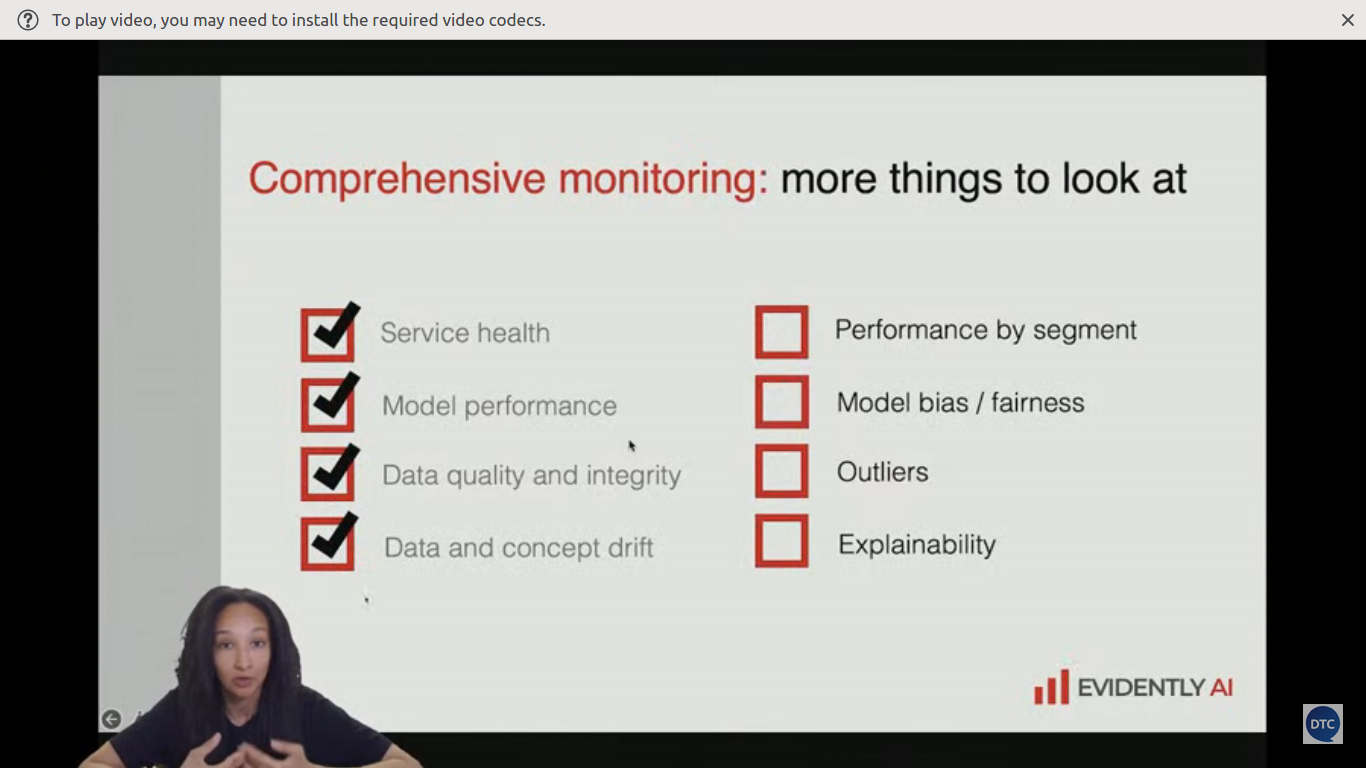 To play video, you may need to install the required video codecs.
Comprehensive monitoring: more things to look at
Service health
Model performance
Data quality and integrity
Data and concept drift
Performance by segment
Model bias / fairness
Outliers
Explainability
EVIDENTLY AI
DTC